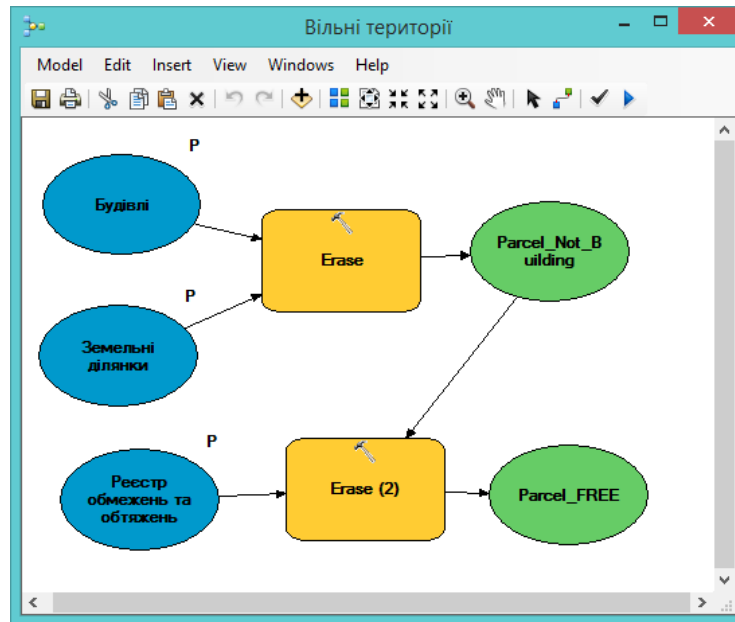 Вільні території
Model Edit Insert View Windows Help
P
Будівлі
Erase
Parcel_Not_B
uilding
P
Земельні
ділянки
P
Реєстр
обмежень та
обтяжень
Erase (2)
Parcel_FREE